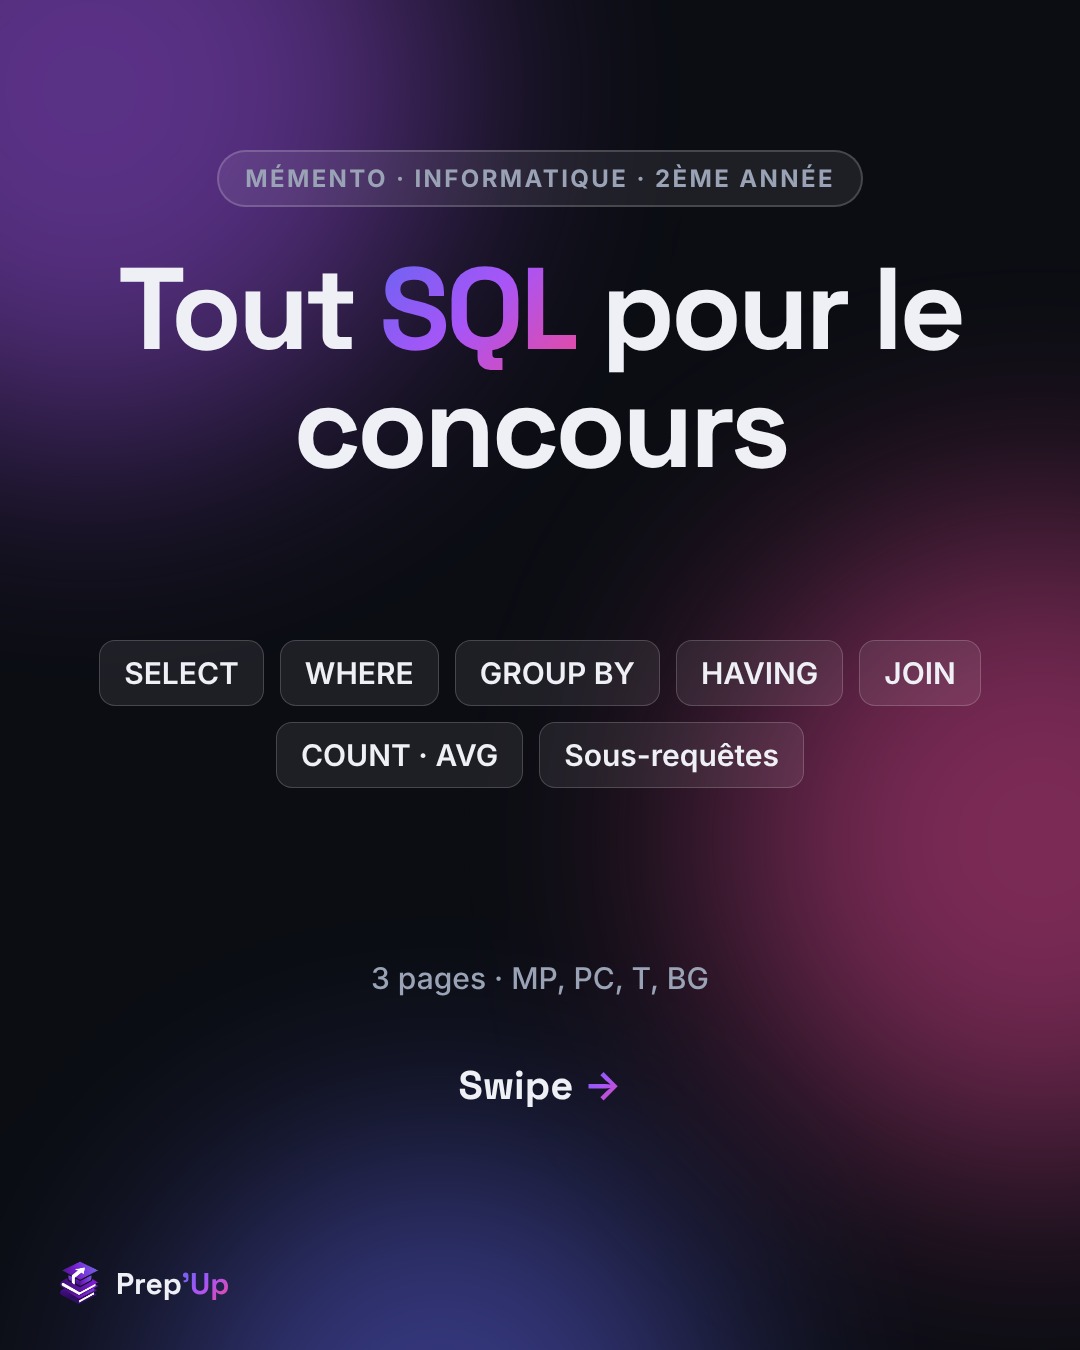 MÉMENTO · INFORMATIQUE · 2ÈME ANNÉE
Tout SQL pour le
concours
SELECT WHERE GROUP BY HAVING JOIN
COUNT · AVG Sous-requêtes
3 pages · MP, PC, T, BG
Swipe →
Prep’Up